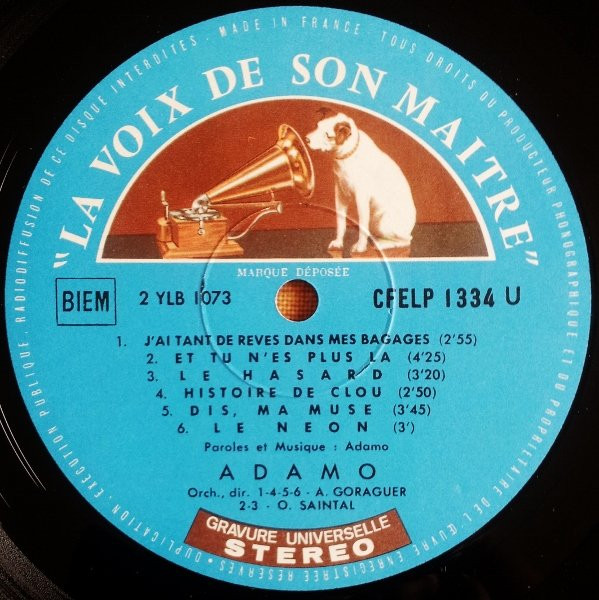 DUPLICATION - EXÉCUTION PUBLIQUE - RADIODIFFUSION DE CE DISQUE INTERDITES - MADE IN FRANCE - TOUS DROITS DU PRODUCTEUR PHONOGRAPHIQUE ET DU PROPRIETAIRE DE L'ŒUVRE ENREGISTRÉE RÉSERVÉS •
"LA VOIX DE SON MAITRE"
MARQUE DÉPOSÉE
BIEM 2 YLB 1073 CFELP 1334 U
1. J'AI TANT DE REVES DANS MES BAGAGES (2'55)
2. ET TU N'ES PLUS LA (4'25)
3. LE HASARD (3'20)
4. HISTOIRE DE CLOU (2'50)
5. DIS, MA MUSE (3'45)
6. LE NEON (3')
Paroles et Musique : Adamo
ADAMO
Orch., dir. 1-4-5-6 - A. GORAGUER
2-3 - O. SAINTAL
GRAVURE UNIVERSELLE
STEREO